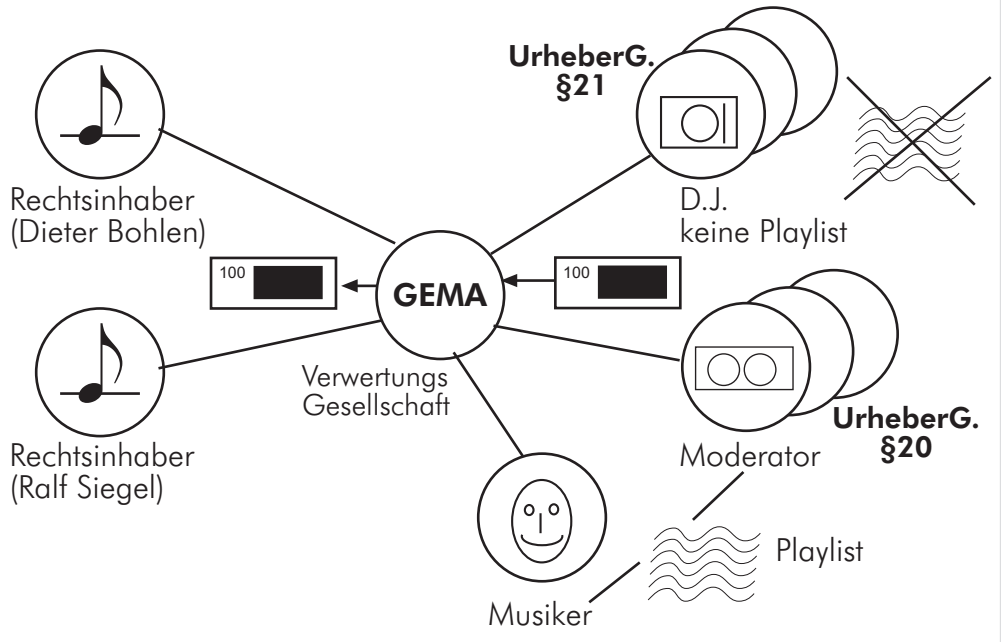 UrheberG.
§21
Rechtsinhaber
(Dieter Bohlen)
D.J.
keine Playlist
100
GEMA
100
Verwertungs
Gesellschaft
UrheberG.
§20
Rechtsinhaber
(Ralf Siegel)
Moderator
Playlist
Musiker